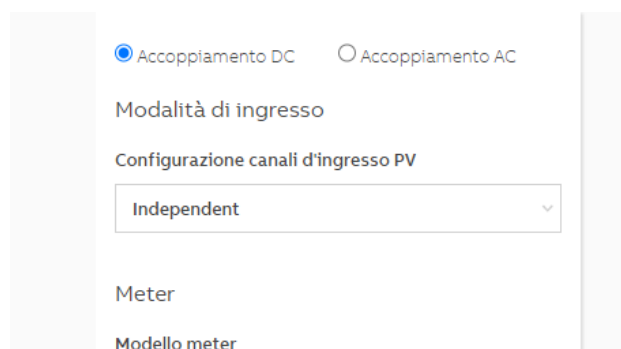 Accoppiamento DC Accoppiamento AC
Modalità di ingresso
Configurazione canali d'ingresso PV
Independent
Meter
Modello meter